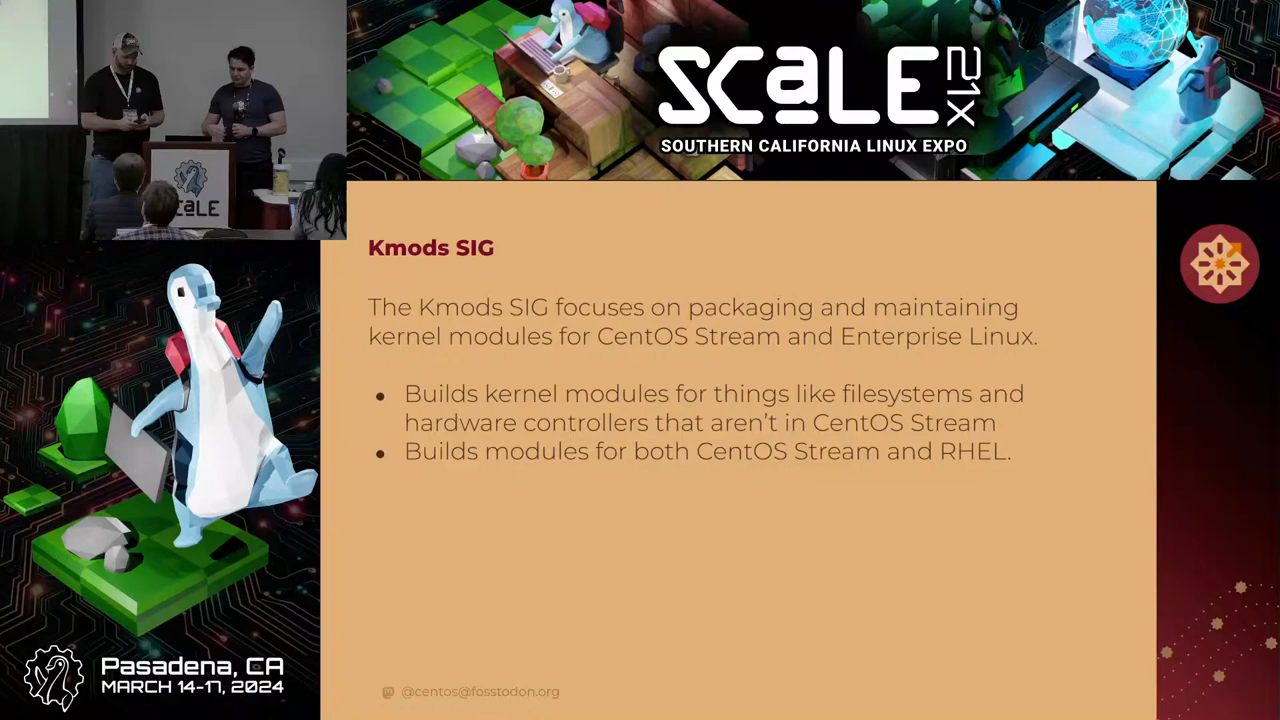 SCALE
21X
SOUTHERN CALIFORNIA LINUX EXPO
SCALE
Kmods SIG
The Kmods SIG focuses on packaging and maintaining
kernel modules for CentOS Stream and Enterprise Linux.
● Builds kernel modules for things like filesystems and
hardware controllers that aren’t in CentOS Stream
● Builds modules for both CentOS Stream and RHEL.
@centos@fosstodon.org
Pasadena, CA
MARCH 14-17, 2024